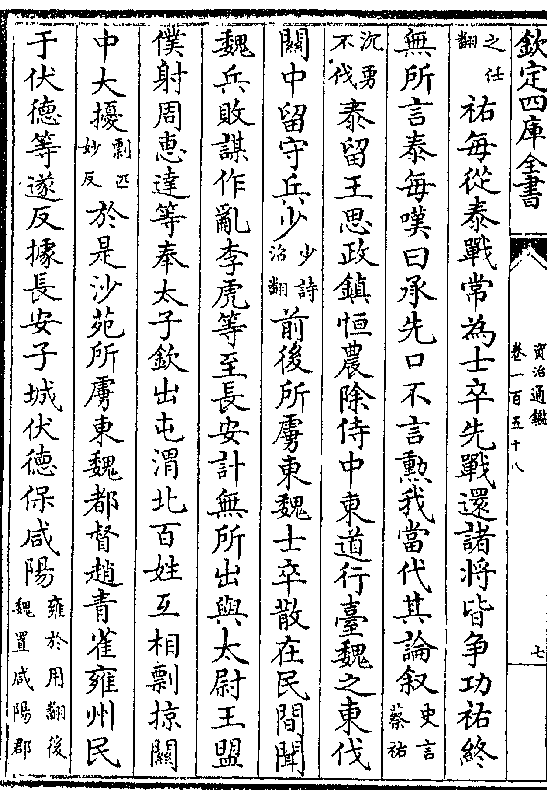 欽定四庫全書
資治通鑑
卷一百五十八
七
之仕
翻
祐每從泰戰常為士卒先戰還諸將皆争功祐終
無所言泰每嘆曰承先口不言勲我當代其論叙
史言
蔡祐
沉勇
不伐
泰留王思政鎮恒農除侍中東道行臺魏之東伐
關中留守兵少
少詩
沼翻
前後所虜東魏士卒散在民間聞
魏兵敗謀作亂李虎等至長安計無所出與太尉王盟
僕射周惠達等奉太子欽出屯渭北百姓互相剽掠關
中大擾
剽匹
妙反
於是沙苑所虜東魏都督趙青雀雍州民
于伏德等遂反據長安子城伏德保咸陽
雍於用翻後
魏置咸陽郡